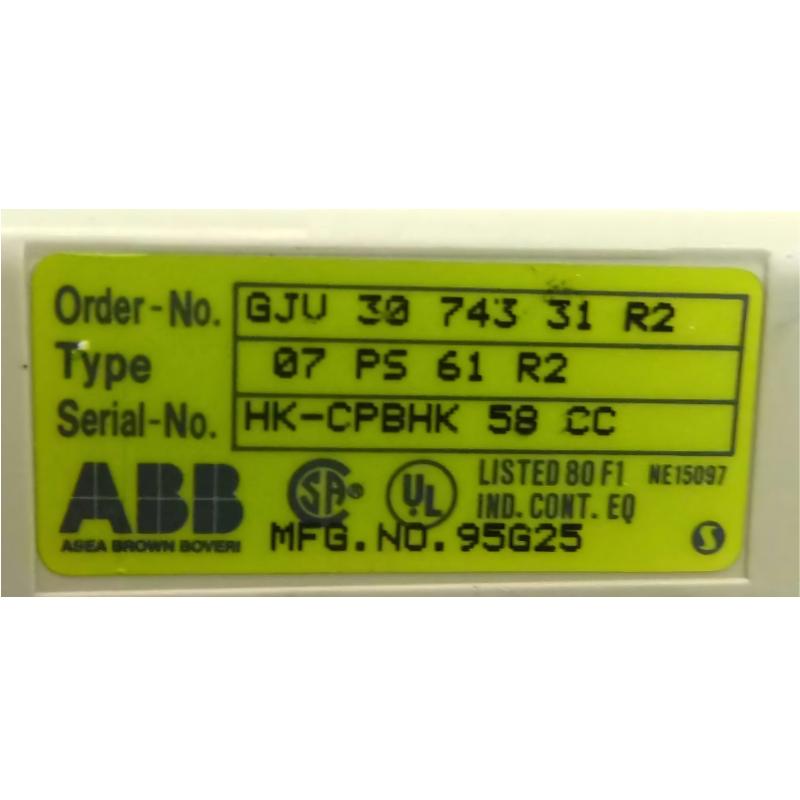 Order-No. GJV 30 743 31 R2
Type 07 PS 61 R2
Serial-No. HK-CPBHK 58 CC
ABB SA® UL LISTED 80 F1 NE15097
IND. CONT. EQ
ASEA BROWN BOVERI MFG.NO.95G25 S